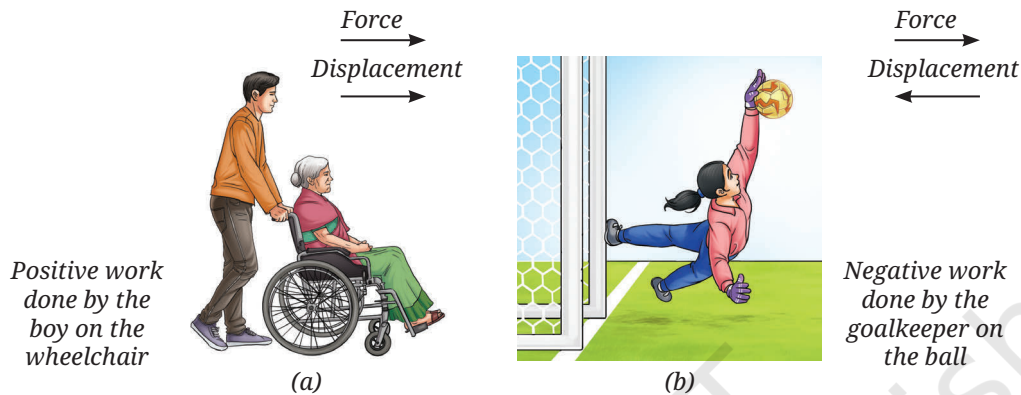 Force
Displacement
Positive work
done by the
boy on the
wheelchair
(a)
Force
Displacement
Negative work
done by the
goalkeeper on
the ball
(b)